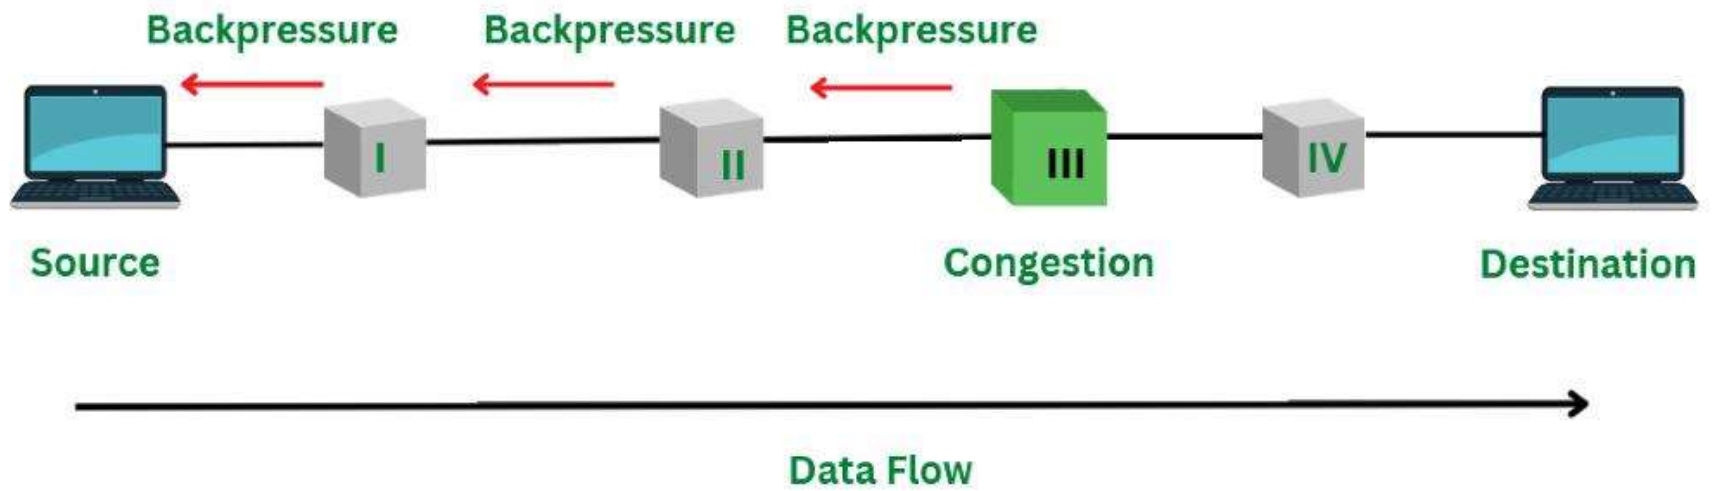 Backpressure Backpressure Backpressure
I II III IV
Source Congestion Destination
Data Flow